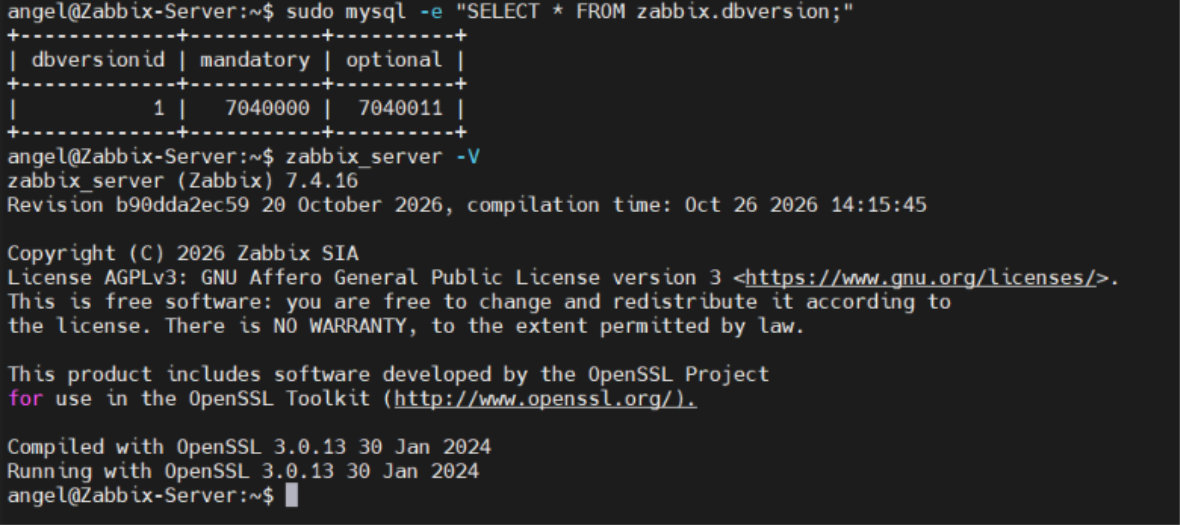 angel@Zabbix-Server:~$ sudo mysql -e "SELECT * FROM zabbix.dbversion;"
+-------------+-----------+----------+
| dbversionid | mandatory | optional |
+-------------+-----------+----------+
|           1 |   7040000 |  7040011 |
+-------------+-----------+----------+
angel@Zabbix-Server:~$ zabbix_server -V
zabbix_server (Zabbix) 7.4.16
Revision b90dda2ec59 20 October 2026, compilation time: Oct 26 2026 14:15:45
Copyright (C) 2026 Zabbix SIA
License AGPLv3: GNU Affero General Public License version 3 <https://www.gnu.org/licenses/>.
This is free software: you are free to change and redistribute it according to
the license. There is NO WARRANTY, to the extent permitted by law.
This product includes software developed by the OpenSSL Project
for use in the OpenSSL Toolkit (http://www.openssl.org/).
Compiled with OpenSSL 3.0.13 30 Jan 2024
Running with OpenSSL 3.0.13 30 Jan 2024
angel@Zabbix-Server:~$